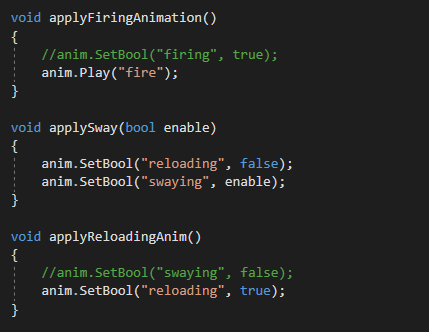 void applyFiringAnimation()
{
    //anim.SetBool("firing", true);
    anim.Play("fire");
}

void applySway(bool enable)
{
    anim.SetBool("reloading", false);
    anim.SetBool("swaying", enable);
}

void applyReloadingAnim()
{
    //anim.SetBool("swaying", false);
    anim.SetBool("reloading", true);
}